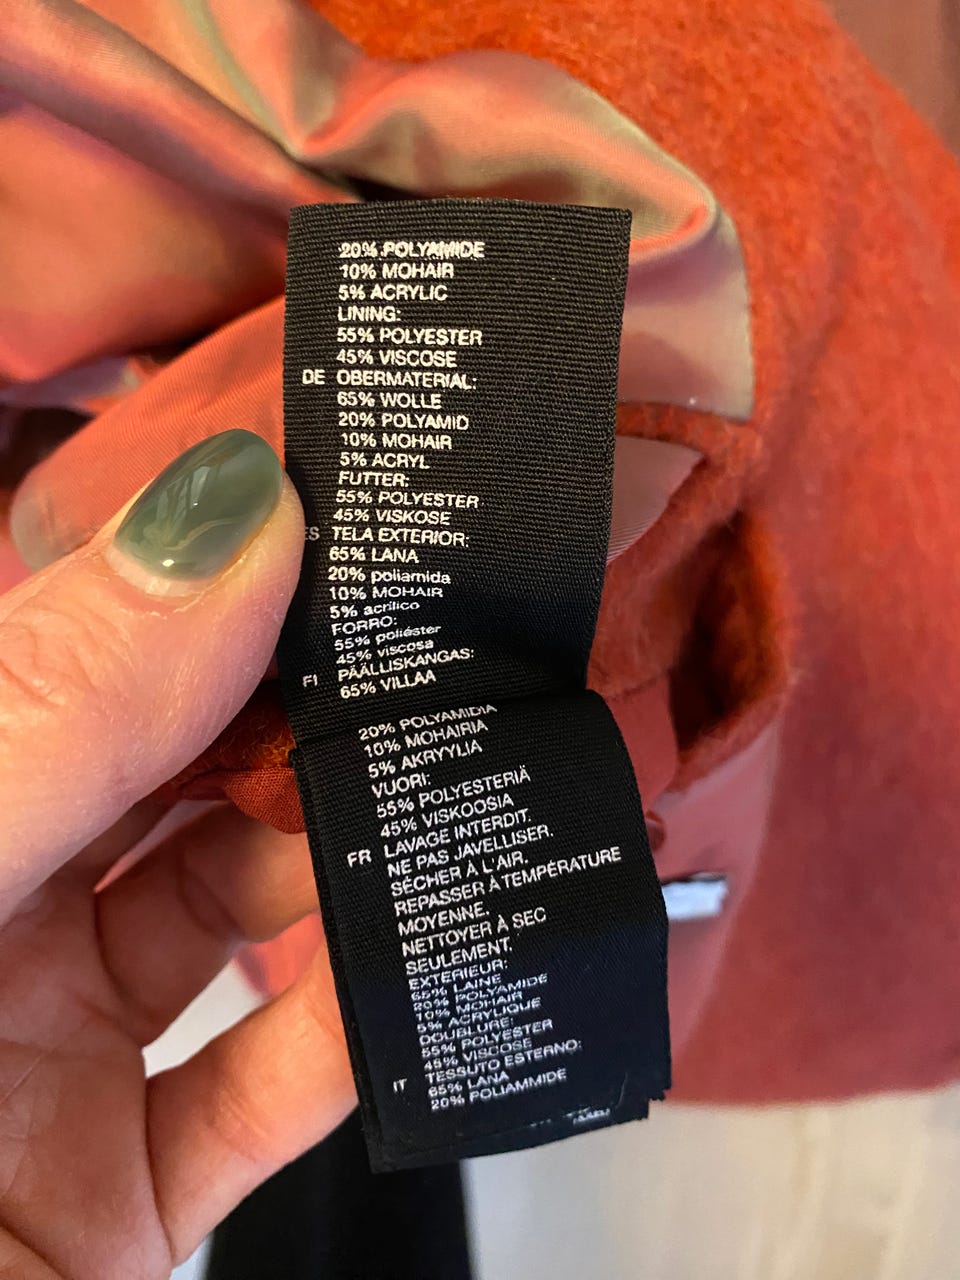 20% POLYAMIDE
10% MOHAIR
5% ACRYLIC
LINING:
55% POLYESTER
45% VISCOSE
DE OBERMATERIAL:
65% WOLLE
20% POLYAMID
10% MOHAIR
5% ACRYL
FUTTER:
55% POLYESTER
45% VISKOSE
ES TELA EXTERIOR:
65% LANA
20% poliamida
10% MOHAIR
5% acrílico
FORRO:
55% poliéster
45% viscosa
FI PÄÄLLISKANGAS:
65% VILLAA
20% POLYAMIDIA
10% MOHAIRIA
5% AKRYYLIA
VUORI:
55% POLYESTERIÄ
45% VISKOOSIA
FR LAVAGE INTERDIT.
NE PAS JAVELLISER.
SÉCHER À L'AIR.
REPASSER À TEMPÉRATURE
MOYENNE.
NETTOYER À SEC
SEULEMENT.
EXTÉRIEUR:
65% LAINE
20% POLYAMIDE
10% MOHAIR
5% ACRYLIQUE
DOUBLURE:
55% POLYESTER
45% VISCOSE
IT TESSUTO ESTERNO:
65% LANA
20% POLIAMMIDE